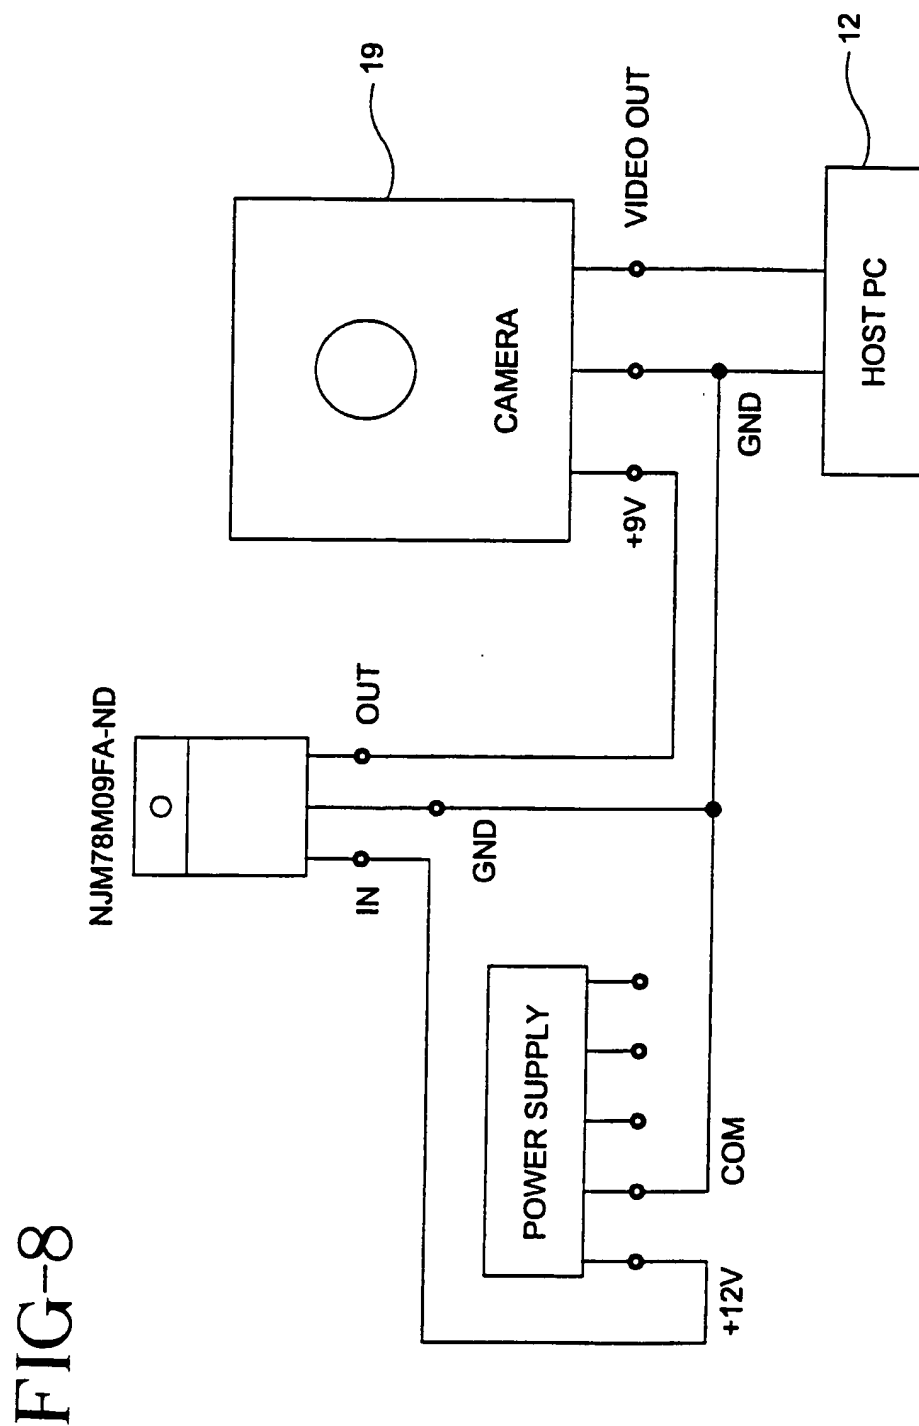 FIG-8
NJM78M09FA-ND
IN
GND
OUT
POWER SUPPLY
+12V
COM
19
CAMERA
+9V
GND
VIDEO OUT
12
HOST PC